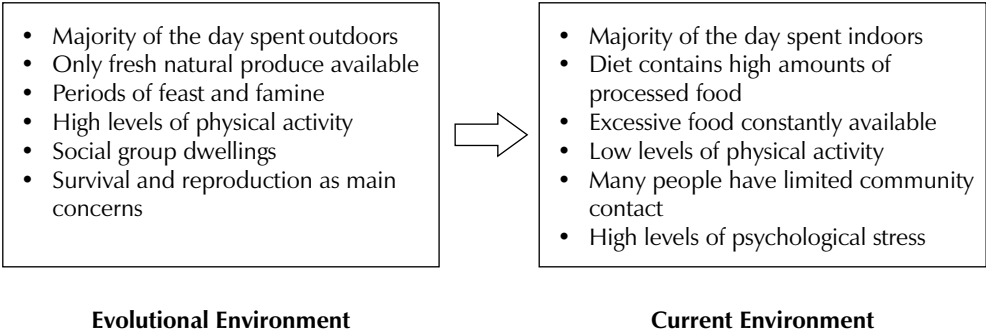 • Majority of the day spent outdoors
• Only fresh natural produce available
• Periods of feast and famine
• High levels of physical activity
• Social group dwellings
• Survival and reproduction as main
concerns
• Majority of the day spent indoors
• Diet contains high amounts of
processed food
• Excessive food constantly available
• Low levels of physical activity
• Many people have limited community
contact
• High levels of psychological stress
Evolutional Environment
Current Environment